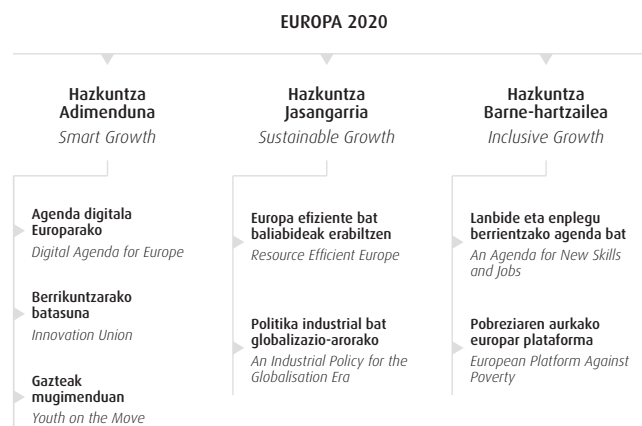 EUROPA 2020
Hazkuntza
Adimenduna
Smart Growth
Agenda digitala
Europarako
Digital Agenda for Europe
Berrikuntzarako
batasuna
Innovation Union
Gazteak
mugimenduan
Youth on the Move
Hazkuntza
Jasangarria
Sustainable Growth
Europa efiziente bat
baliabideak erabiltzen
Resource Efficient Europe
Politika industrial bat
globalizazio-arorako
An Industrial Policy for the
Globalisation Era
Hazkuntza
Barne-hartzailea
Inclusive Growth
Lanbide eta enplegu
berrientzako agenda bat
An Agenda for New Skills
and Jobs
Pobreziaren aurkako
europar plataforma
European Platform Against
Poverty